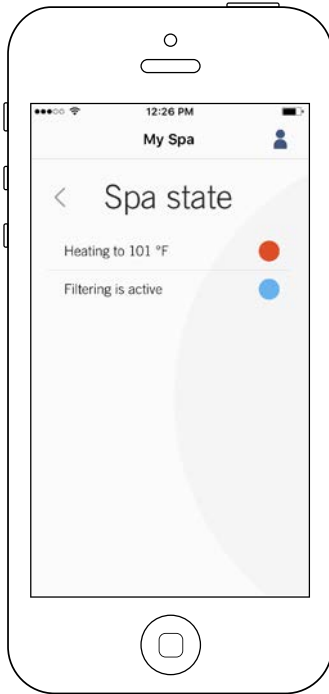 12:26 PM
My Spa
Spa state
Heating to 101 °F
Filtering is active